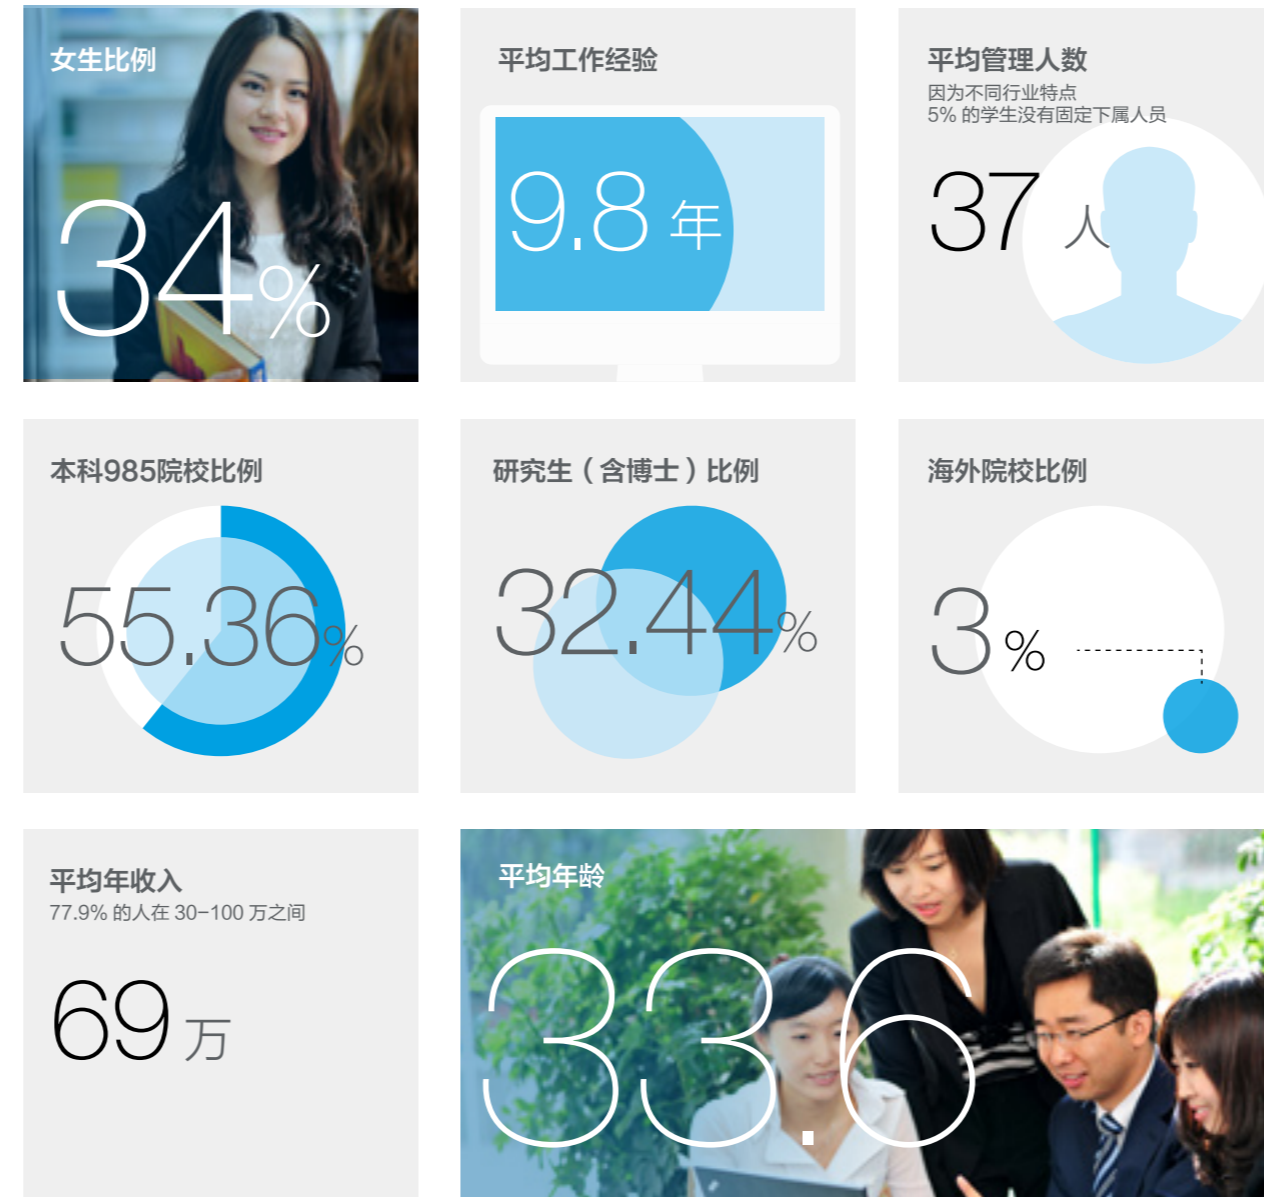 女生比例
34%
平均工作经验
9.8 年
平均管理人数
因为不同行业特点
5% 的学生没有固定下属人员
37 人
本科985院校比例
55.36%
研究生（含博士）比例
32.44%
海外院校比例
3%
平均年收入
77.9% 的人在 30-100 万之间
69 万
平均年龄
33.6